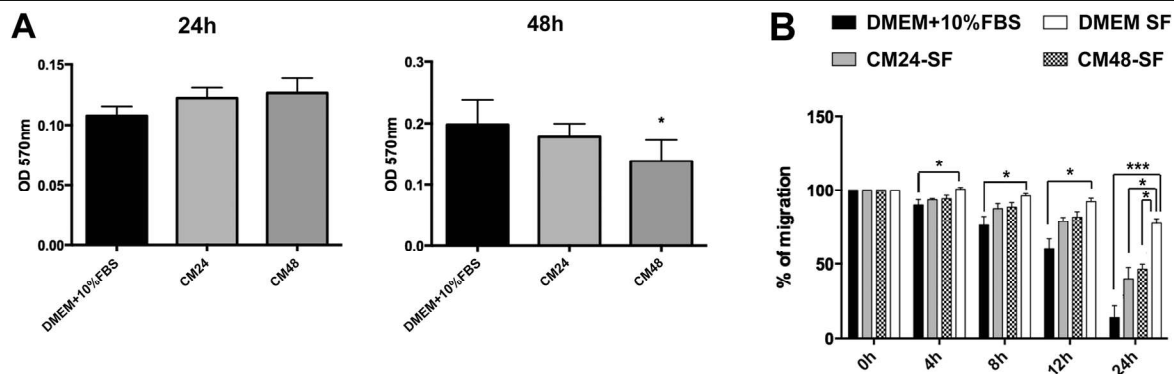 A
24h
48h
OD 570nm
0.15
0.10
0.05
0.00
DMEM+10%FBS
CM24
CM48
OD 570nm
0.3
0.2
0.1
0.0
*
DMEM+10%FBS
CM24
CM48
B
DMEM+10%FBS
DMEM SF
CM24-SF
CM48-SF
% of migration
150
100
50
0
*
*
*
***
*
*
0h
4h
8h
12h
24h